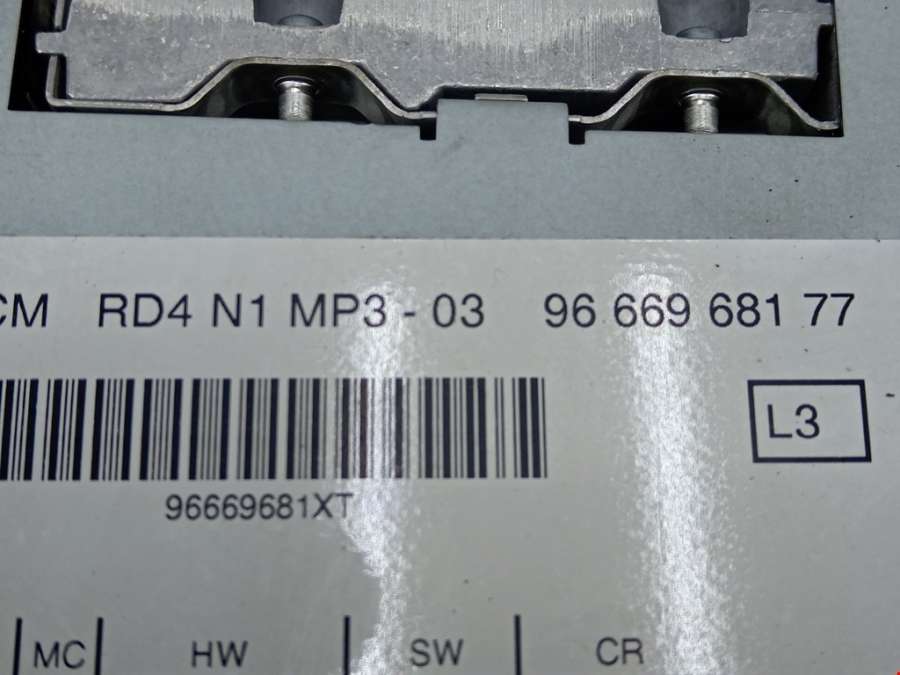 CM RD4 N1 MP3 - 03 96 669 681 77
L3
96669681XT
MC HW SW CR